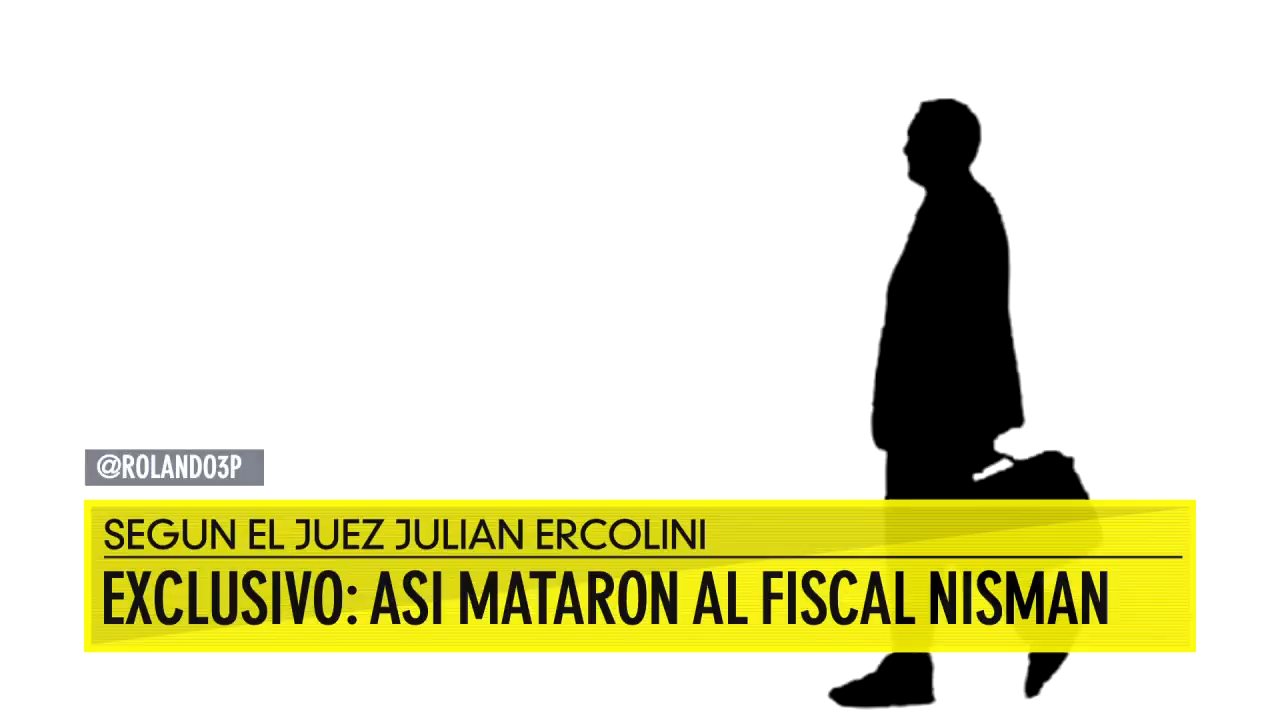 @ROLANDO3P
SEGUN EL JUEZ JULIAN ERCOLINI
EXCLUSIVO: ASI MATARON AL FISCAL NISMAN